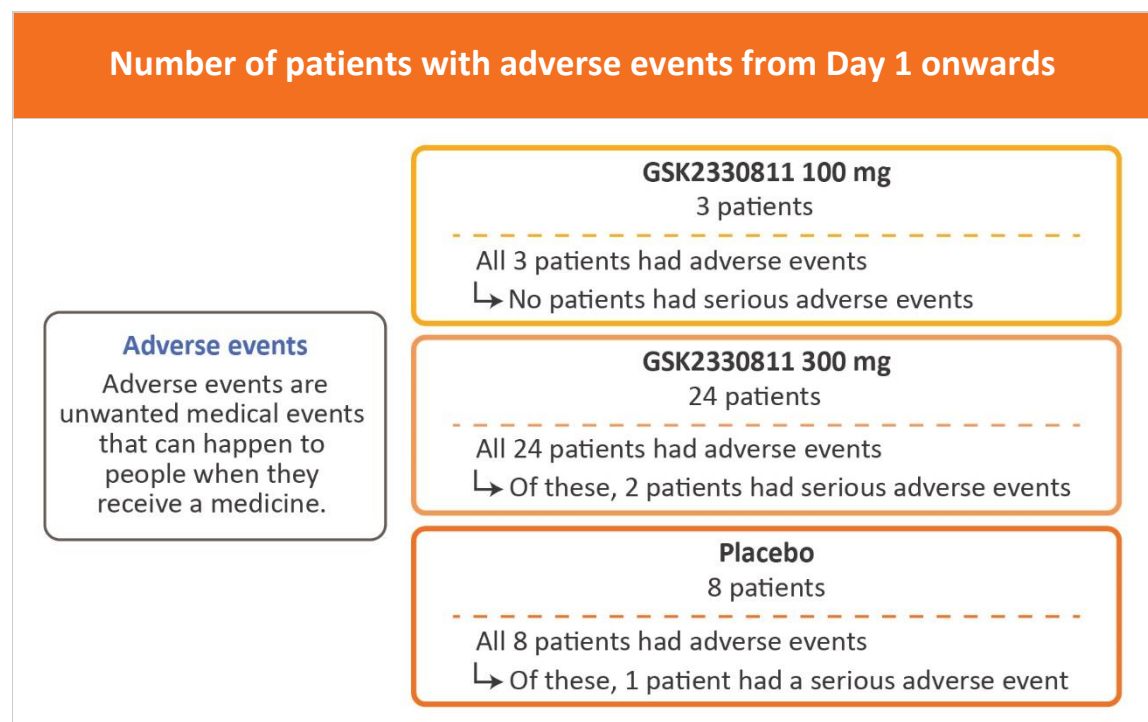 Number of patients with adverse events from Day 1 onwards
Adverse events
Adverse events are
unwanted medical events
that can happen to
people when they
receive a medicine.
GSK2330811 100 mg
3 patients
All 3 patients had adverse events
No patients had serious adverse events
GSK2330811 300 mg
24 patients
All 24 patients had adverse events
Of these, 2 patients had serious adverse events
Placebo
8 patients
All 8 patients had adverse events
Of these, 1 patient had a serious adverse event